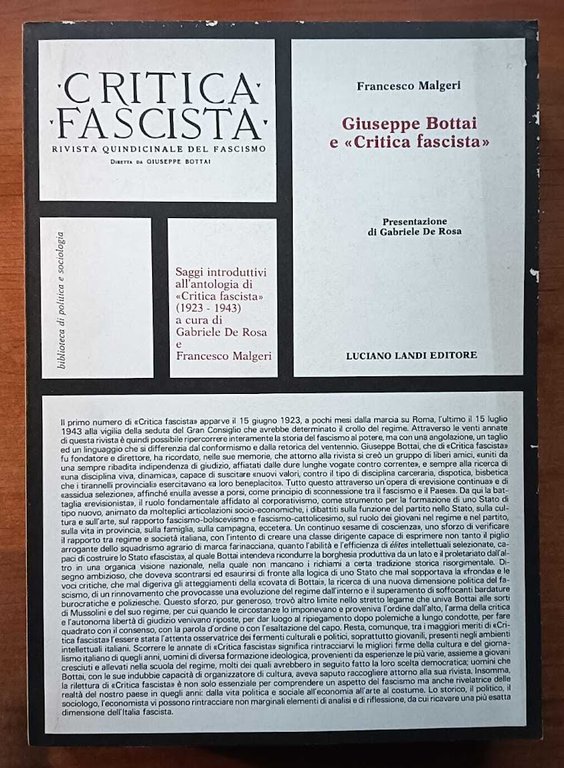 CRITICA
FASCISTA
RIVISTA QUINDICINALE DEL FASCISMO
DIRETTA DA GIUSEPPE BOTTAI
Francesco Malgeri
Giuseppe Bottai
e «Critica fascista»
Presentazione
di Gabriele De Rosa
LUCIANO LANDI EDITORE
biblioteca di politica e sociologia
Saggi introduttivi
all'antologia di
«Critica fascista»
(1923 - 1943)
a cura di
Gabriele De Rosa
e
Francesco Malgeri
Il primo numero di «Critica fascista» apparve il 15 giugno 1923, a pochi mesi dalla marcia su Roma, l'ultimo il 15 luglio
1943 alla vigilia della seduta del Gran Consiglio che avrebbe determinato il crollo del regime. Attraverso le venti annate
di questa rivista è quindi possibile ripercorrere interamente la storia del fascismo al potere, ma con una angolazione, un taglio
ed un linguaggio che si differenzia dal conformismo e dalla retorica del ventennio. Giuseppe Bottai, che di «Critica fascista»
fu fondatore e direttore, ha ricordato, nelle sue memorie, che attorno alla rivista si creò un gruppo di liberi amici, «uniti da
una sempre ribadita indipendenza di giudizio, affiatati dalle dure lunghe vogate contro corrente», e sempre alla ricerca di
«una disciplina viva, dinamica», capace di suscitare «nuovi valori, contro il tipo di disciplina carceraria, dispotica, bisbetica
che i tirannelli provinciali esercitavano «a loro beneplacito». Tutto questo attraverso un'opera di «revisione continua» e di
«assidua selezione», affinché «nulla avesse a porsi, come principio di sconnessione tra il fascismo e il Paese». Da qui la bat-
taglia «revisionista», il ruolo fondamentale affidato al corporativismo, come strumento per la formazione di uno Stato di
tipo nuovo, animato da molteplici articolazioni socio-economiche, i dibattiti sulla funzione del partito nello Stato, sulla cul-
tura e sull'arte, sul rapporto fascismo-bolscevismo e fascismo-cattolicesimo, sul ruolo dei giovani nel regime e nel partito,
sulla vita in provincia, sulla famiglia, sulla campagna, eccetera. Un continuo «esame di coscienza», uno sforzo di verificare
il rapporto tra regime e società italiana, con l'intento di creare una classe dirigente capace di esprimere non tanto il piglio
arrogante dello squadrismo agrario di marca farinacciana, quanto l'abilità e l'efficenza di élites intellettuali selezionate, ca-
paci di costruire lo Stato «fascista», al quale Bottai intendeva ricondurre la borghesia produttiva da un lato e il proletariato dall'al-
tro in una organica visione nazionale, nella quale non mancano i richiami a certa tradizione storica risorgimentale. Di-
segno ambizioso, che doveva scontrarsi ed esaurirsi di fronte alla logica di uno Stato che mal sopportava la «fronda» e le
voci critiche, che mal digeriva gli atteggiamenti della «covata di Bottai», la ricerca di una nuova dimensione politica del fa-
scismo, di un rinnovamento che provocasse una evoluzione del regime dall'interno e il superamento di soffocanti bardature
burocratiche e poliziesche. Questo sforzo, pur generoso, trovò altro limite nello stretto legame che univa Bottai alle sorti
di Mussolini e del suo regime, per cui quando le circostanze lo imponevano e proveniva l'ordine dall'alto, l'arma della critica
e l'autonoma libertà di giudizio venivano riposte, per dar luogo al ripiegamento dopo polemiche a lungo condotte, per fare
quadrato con il consenso, con la parola d'ordine o con l'esaltazione del capo. Resta, comunque, tra i maggiori meriti di «Cri-
tica fascista» l'essere stata l'attenta osservatrice dei fermenti culturali e politici, soprattutto giovanili, presenti negli ambienti
intellettuali italiani. Scorrere le annate di «Critica fascista» significa rintracciarvi le migliori firme della cultura e del giorna-
lismo italiano di quegli anni, uomini di diversa formazione ideologica, provenienti da esperienze le più varie, assieme a giovani
cresciuti e allevati nella scuola del regime, molti dei quali avrebbero in seguito fatto la loro scelta democratica; uomini che
Bottai, con le sue indubbie capacità di organizzatore di cultura, aveva saputo raccogliere attorno alla sua rivista. Insomma,
la rilettura di «Critica fascista» è non solo essenziale per comprendere un aspetto del fascismo ma anche rivelatrice delle
realtà del nostro paese in quegli anni: dalla vita politica e sociale all'economia all'arte al costume. Lo storico, il politico, il
sociologo, l'economista vi possono rintracciare non marginali elementi di analisi e di riflessione, da cui ricavare una più esatta
dimensione dell'Italia fascista.